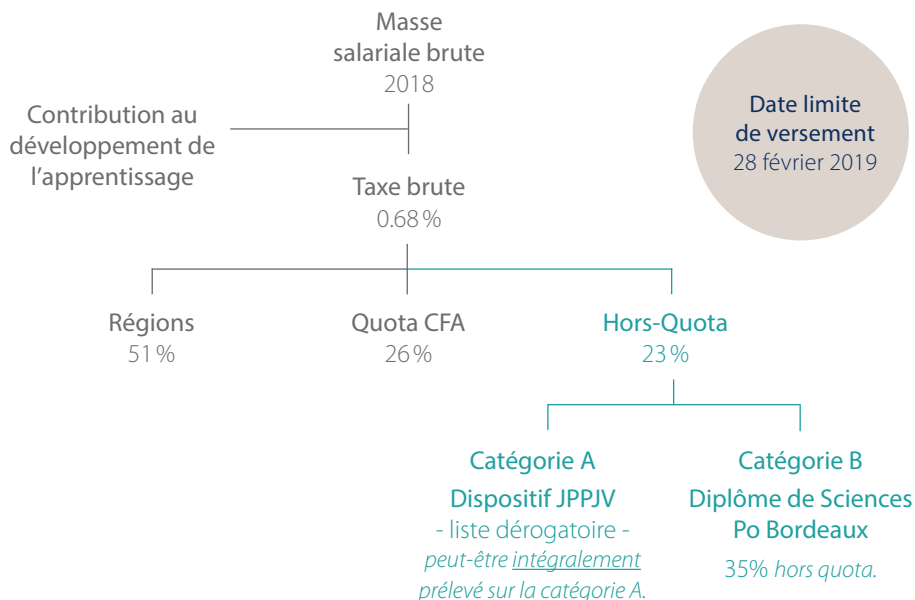 Masse
salariale brute
2018
Contribution au
développement de
l'apprentissage
Date limite
de versement
28 février 2019
Taxe brute
0.68 %
Régions
51 %
Quota CFA
26 %
Hors-Quota
23 %
Catégorie A
Dispositif JPPJV
- liste dérogatoire -
peut-être intégralement
prélevé sur la catégorie A.
Catégorie B
Diplôme de Sciences
Po Bordeaux
35% hors quota.